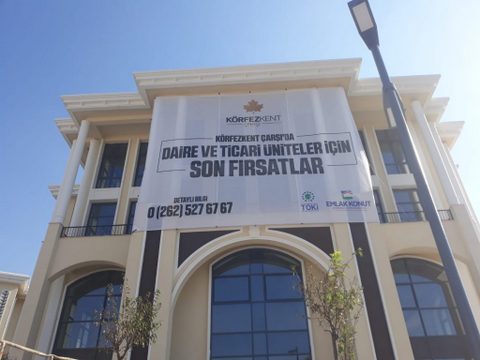 KÖRFEZKENT
KÖRFEZKENT ÇARŞI'DA
DAİRE VE TİCARİ ÜNİTELER İÇİN
SON FIRSATLAR
DETAYLI BİLGİ
0 (262) 527 67 67
TOKİ
EMLAK KONUT